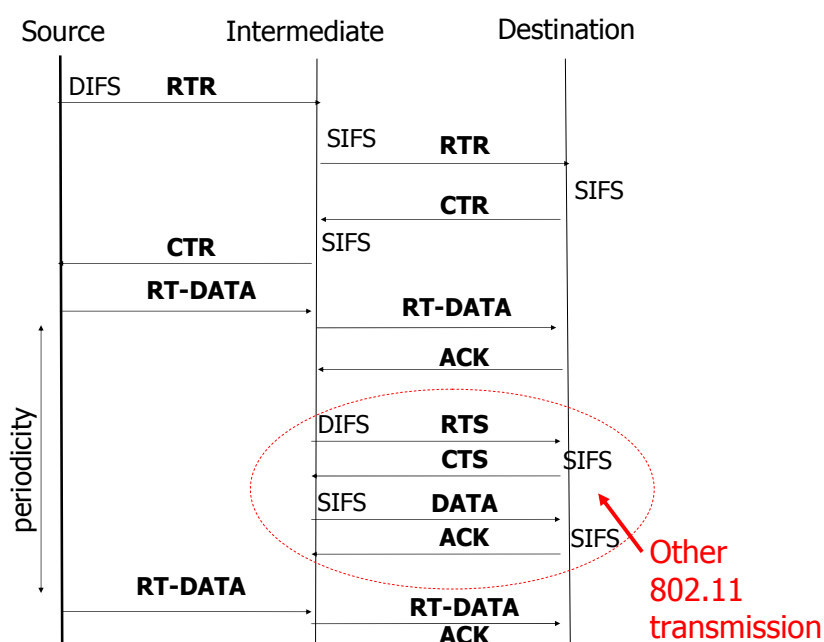 Source
Intermediate
Destination
DIFS
RTR
SIFS
RTR
SIFS
CTR
SIFS
CTR
RT-DATA
RT-DATA
ACK
periodicity
DIFS
RTS
CTS
SIFS
SIFS
DATA
ACK
SIFS
Other
802.11
transmission
RT-DATA
RT-DATA
ACK